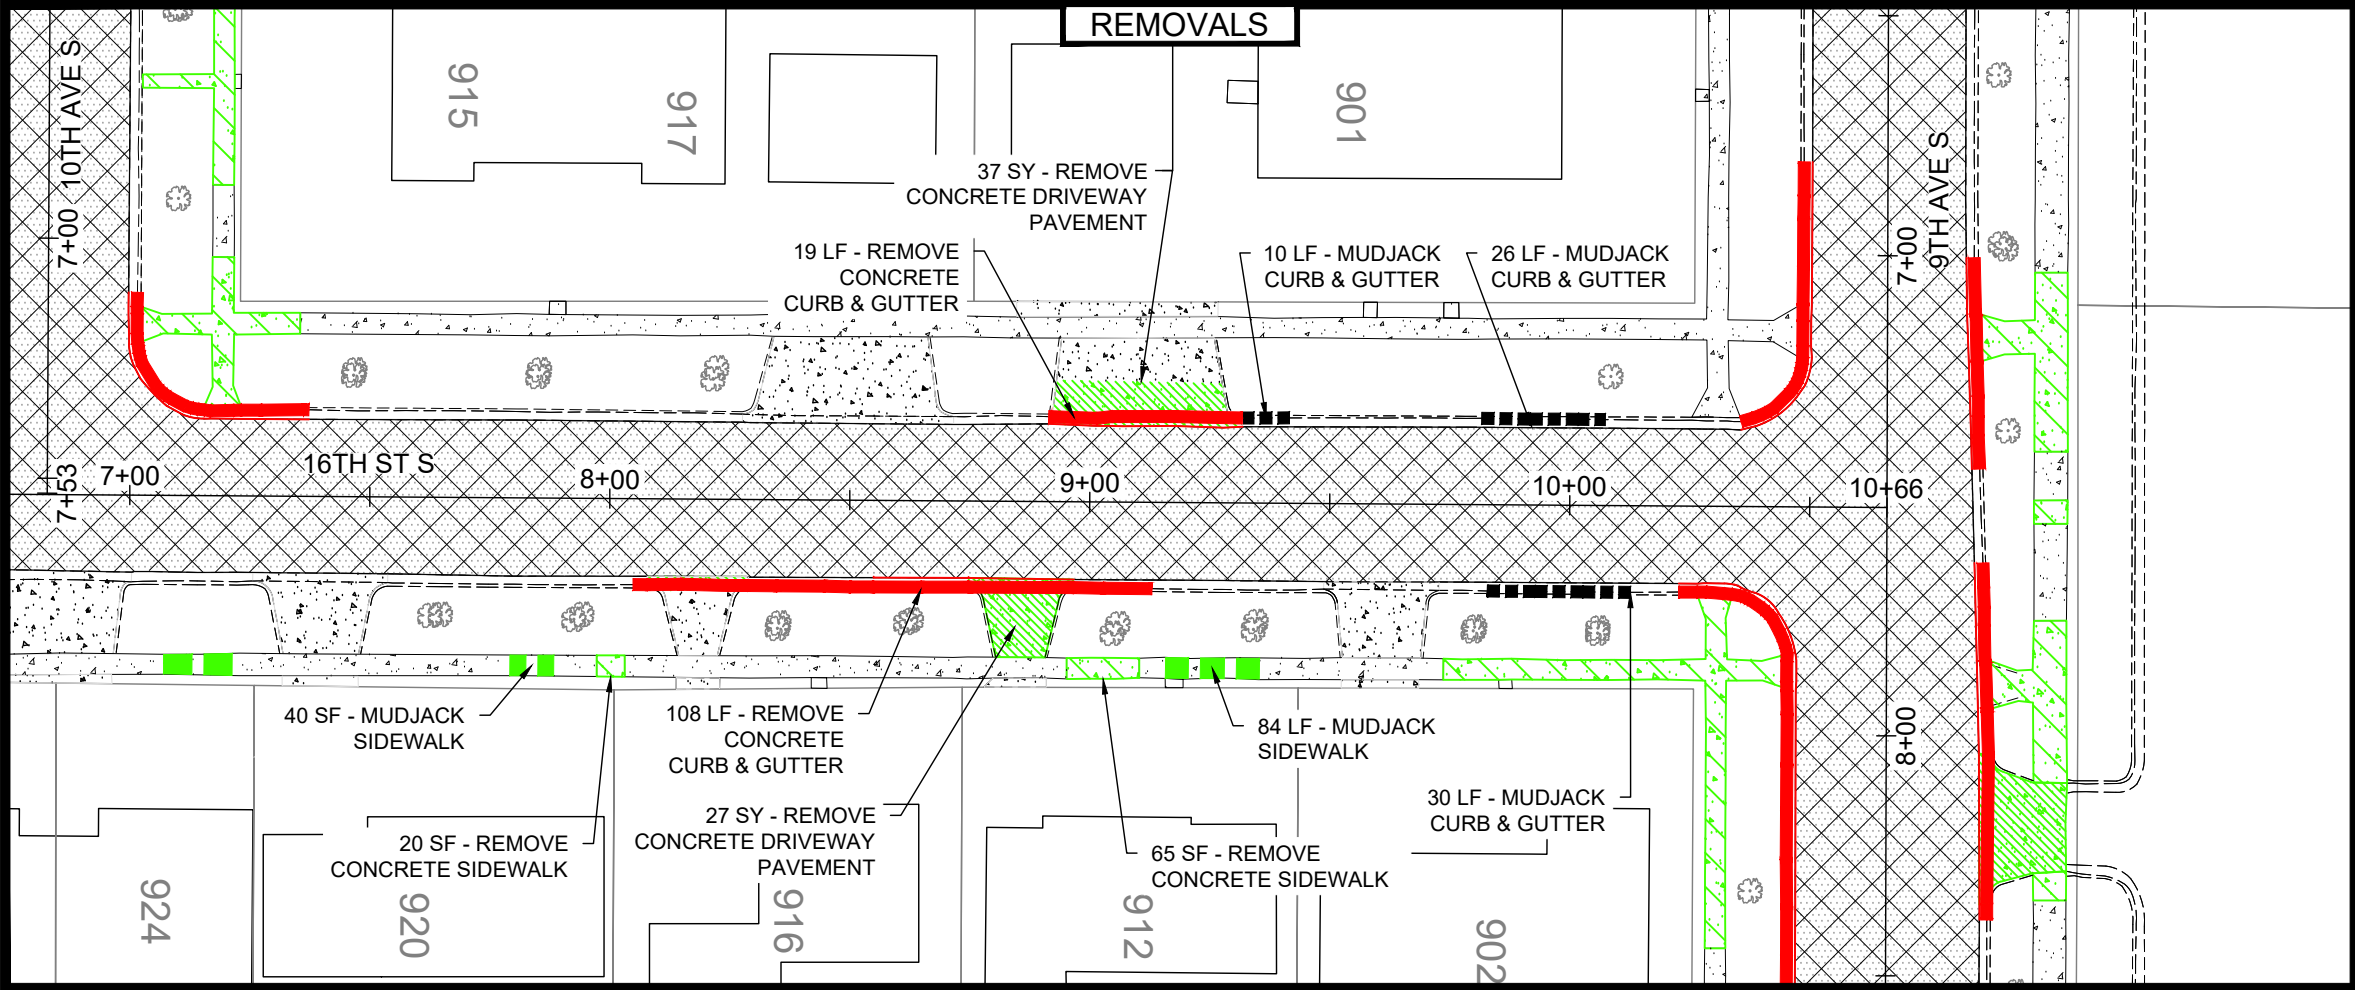 REMOVALS
10TH AVE S
7+00
7+53
915
917
901
37 SY - REMOVE
CONCRETE DRIVEWAY
PAVEMENT
19 LF - REMOVE
CONCRETE
CURB & GUTTER
10 LF - MUDJACK
CURB & GUTTER
26 LF - MUDJACK
CURB & GUTTER
9TH AVE S
7+00
8+00
7+00
16TH ST S
8+00
9+00
10+00
10+66
40 SF - MUDJACK
SIDEWALK
108 LF - REMOVE
CONCRETE
CURB & GUTTER
84 LF - MUDJACK
SIDEWALK
20 SF - REMOVE
CONCRETE SIDEWALK
27 SY - REMOVE
CONCRETE DRIVEWAY
PAVEMENT
65 SF - REMOVE
CONCRETE SIDEWALK
30 LF - MUDJACK
CURB & GUTTER
924
920
916
912
902